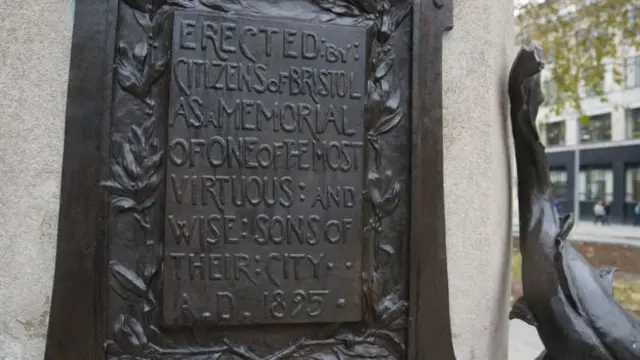 ERECTED:BY:
CITIZENS OF BRISTOL
AS A MEMORIAL
OF ONE OF THE MOST
VIRTUOUS: AND
WISE: SONS OF
THEIR: CITY · ·
A.D. 1895 ·